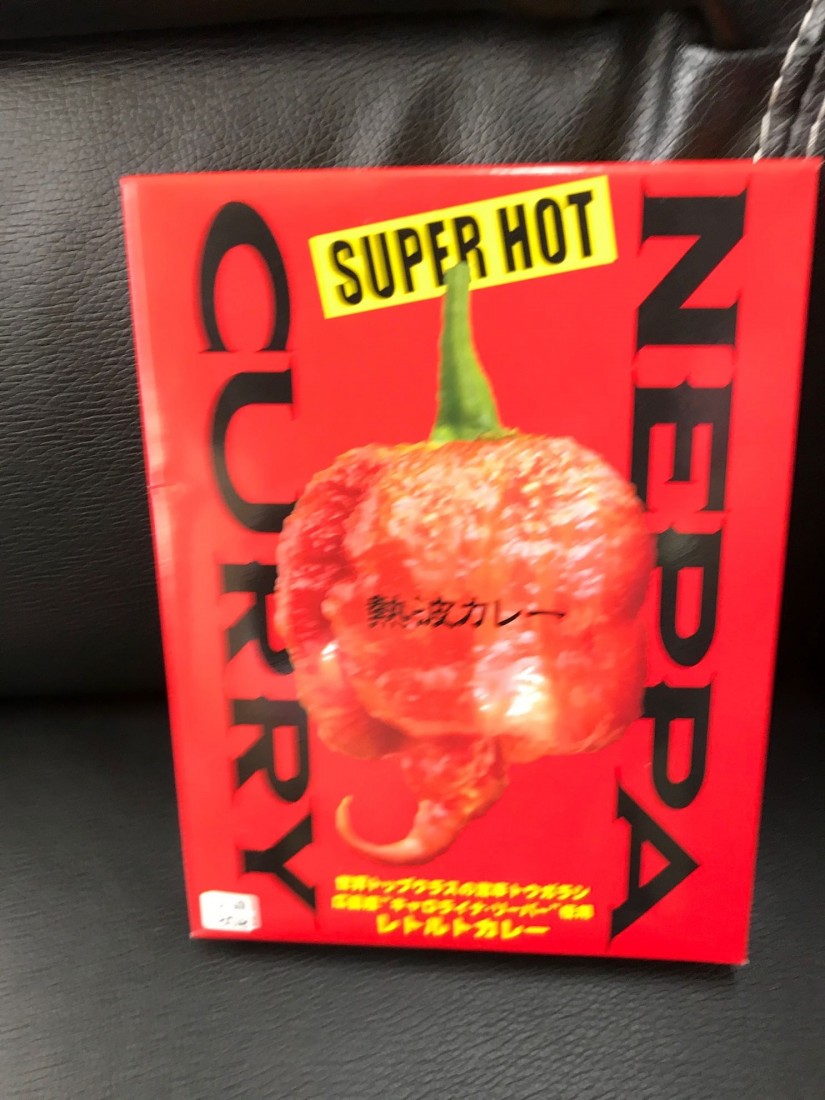 SUPER HOT
NEPPA
CURRY
熱波カレー
世界トップクラスの激辛トウガラシ
"キャロライナ・リーパー"使用
レトルトカレー